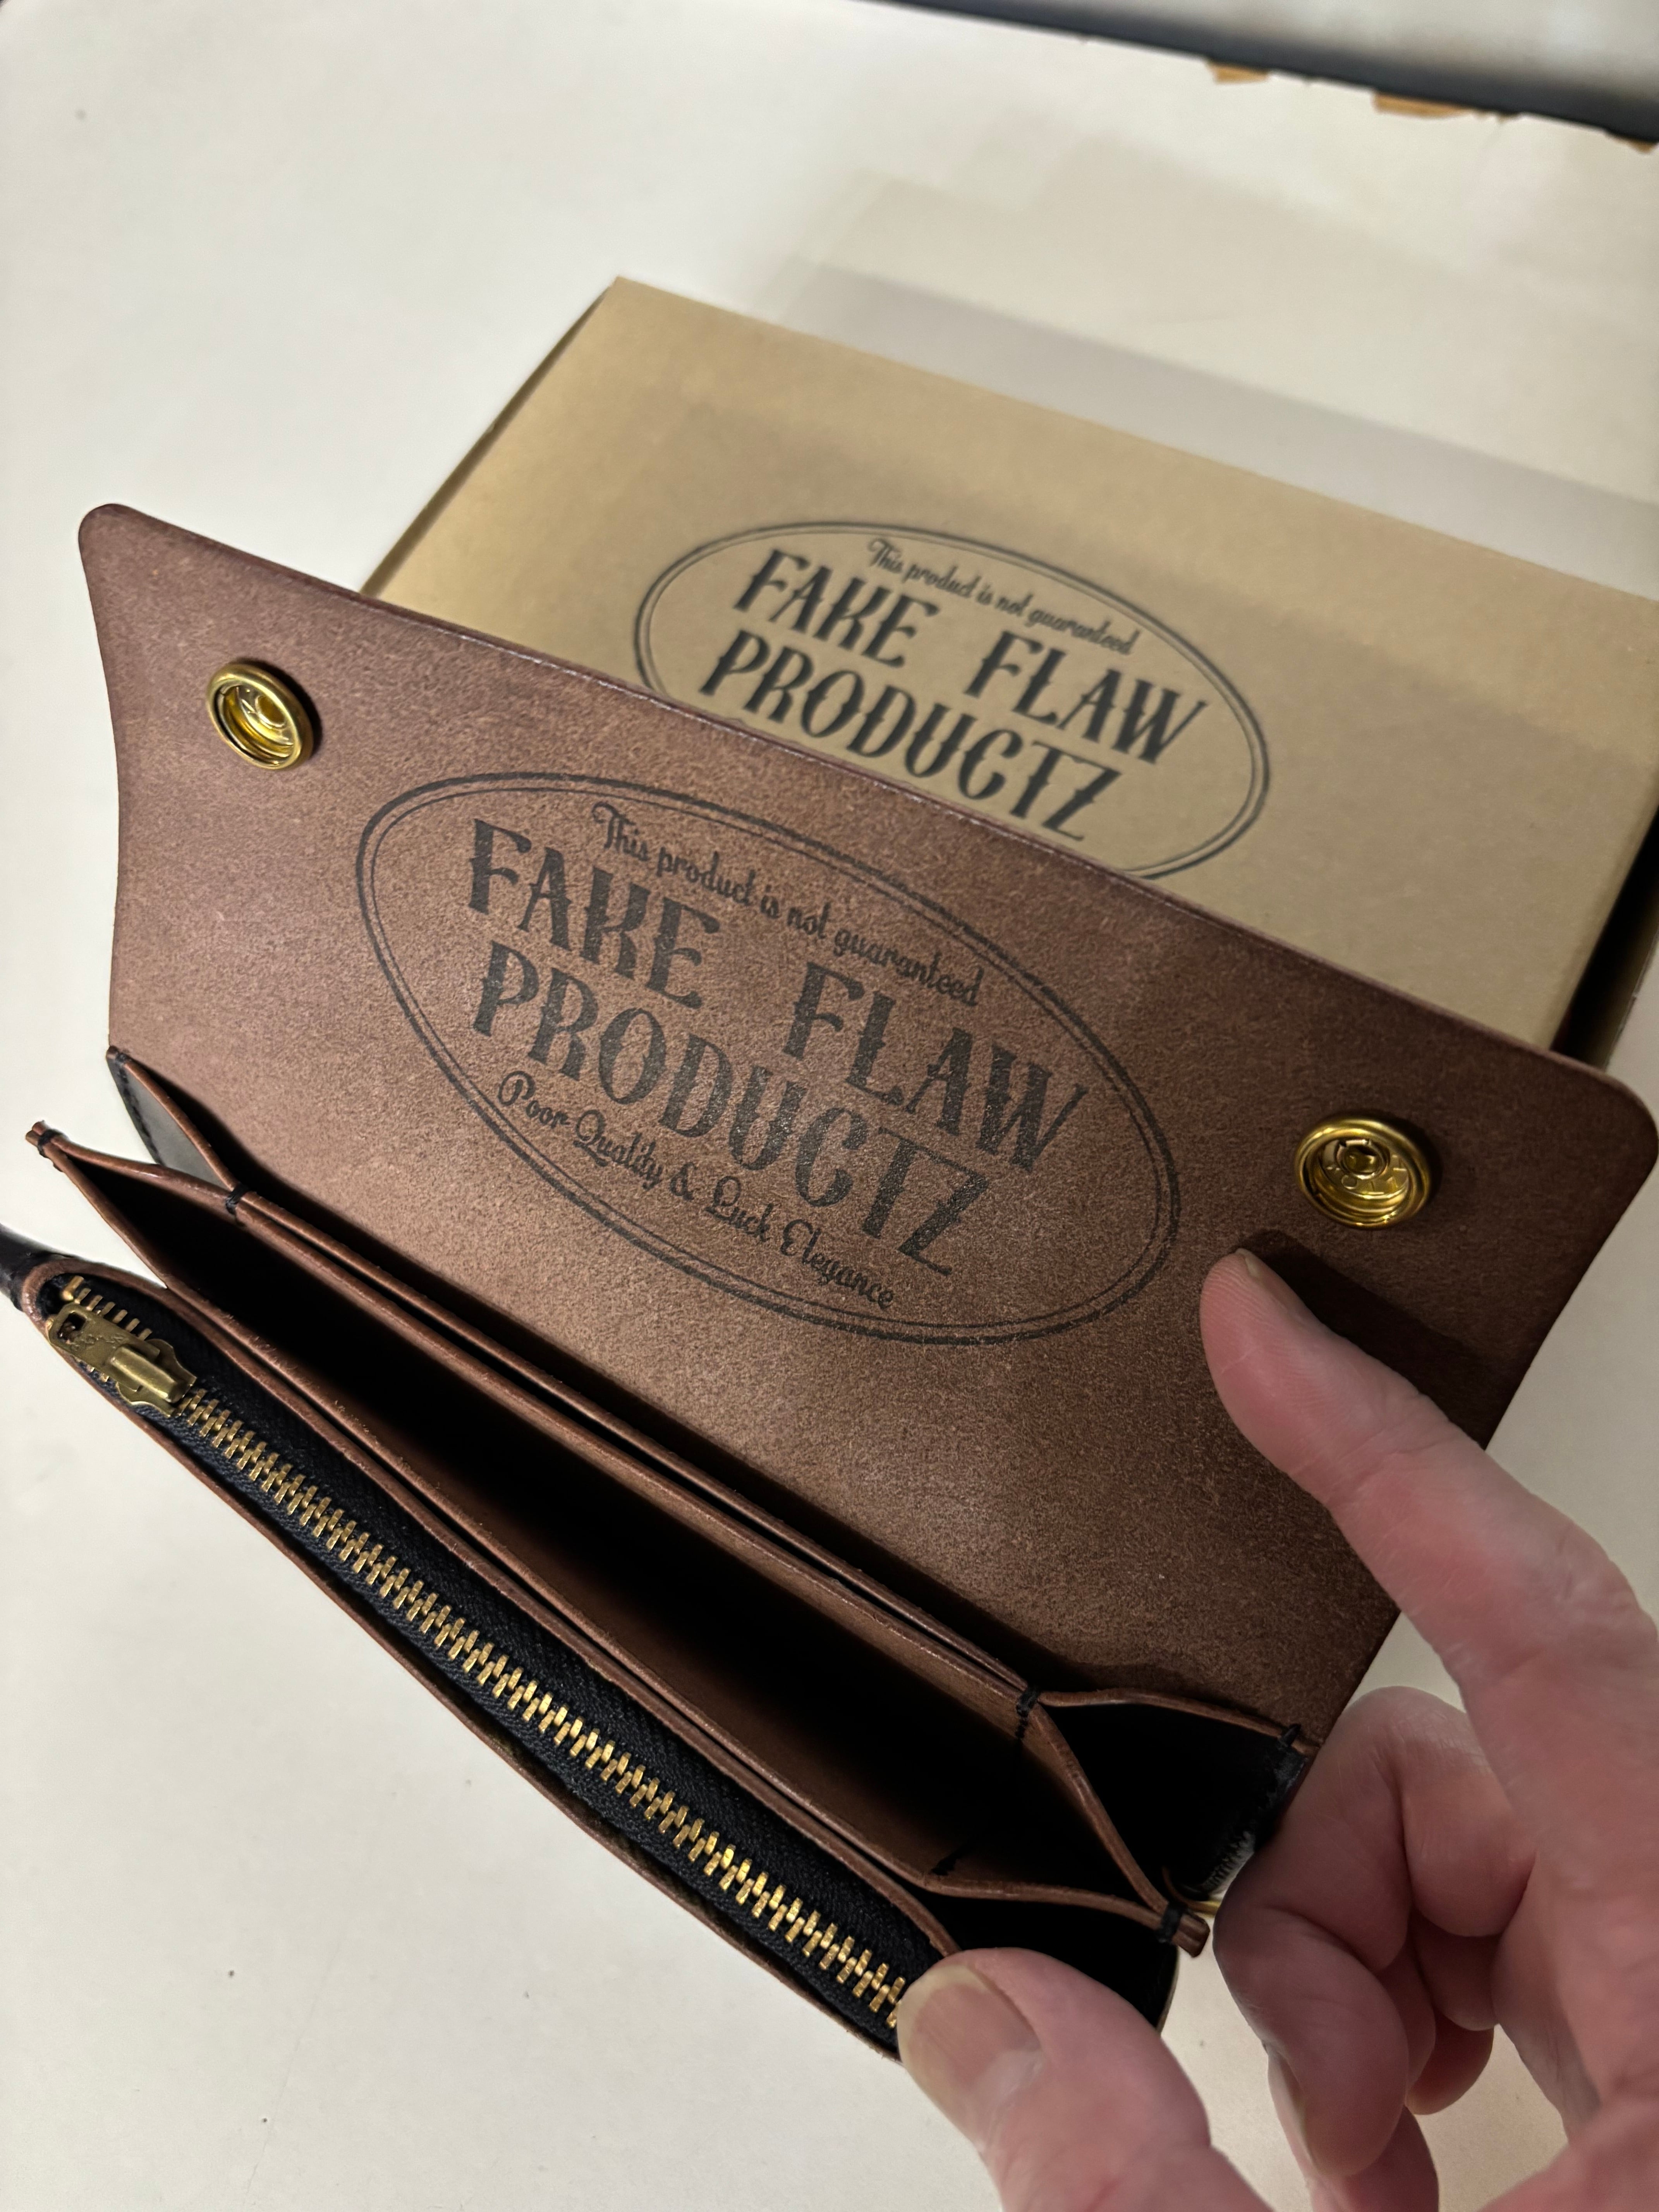 This product is not guaranteed
FAKE FLAW
PRODUCTZ
This product is not guaranteed
FAKE FLAW
PRODUCTZ
Poor Quality & Luck Elegance